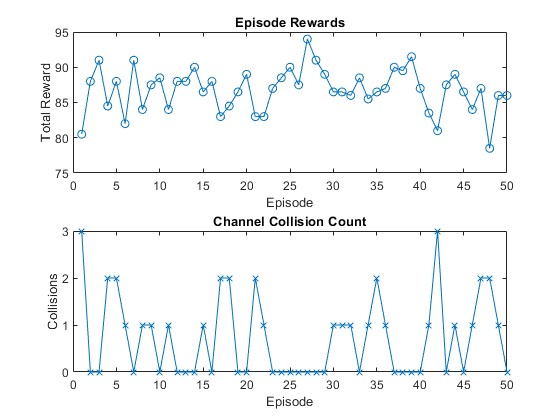 Episode Rewards
95
90
85
80
75
Total Reward
0 5 10 15 20 25 30 35 40 45 50
Episode
Channel Collision Count
3
2
1
0
Collisions
0 5 10 15 20 25 30 35 40 45 50
Episode